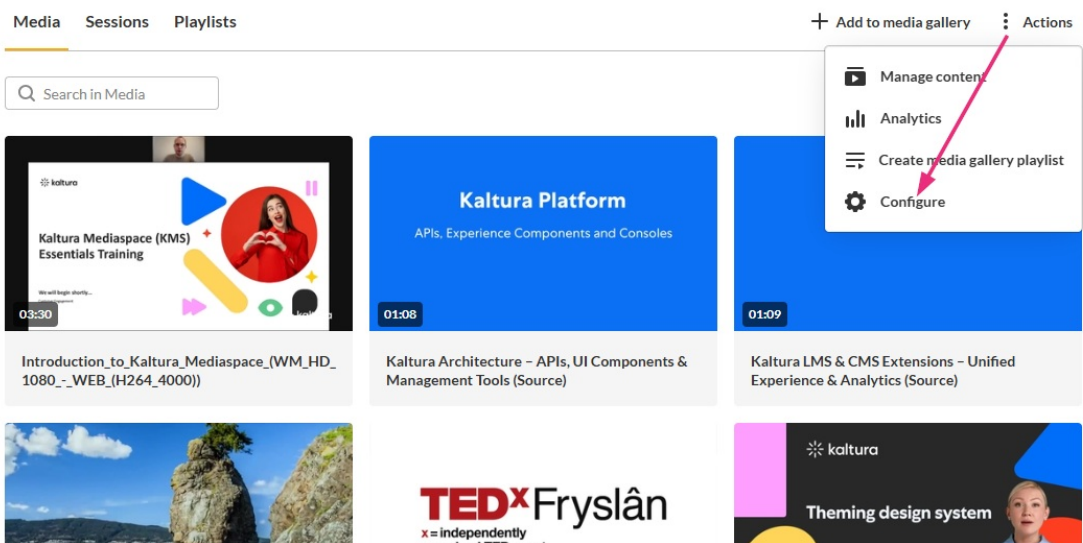 Media Sessions Playlists
Add to media gallery Actions
Search in Media
Manage content
Analytics
Create media gallery playlist
Configure
kaltura
Kaltura Mediaspace (KMS)
Essentials Training
We will begin shortly...
03:30
Kaltura Platform
APIs, Experience Components and Consoles
01:08
01:09
Introduction_to_Kaltura_Mediaspace_(WM_HD_
1080_-_WEB_(H264_4000))
Kaltura Architecture – APIs, UI Components &
Management Tools (Source)
Kaltura LMS & CMS Extensions – Unified
Experience & Analytics (Source)
TEDxFryslân
x = independently
kaltura
Theming design system